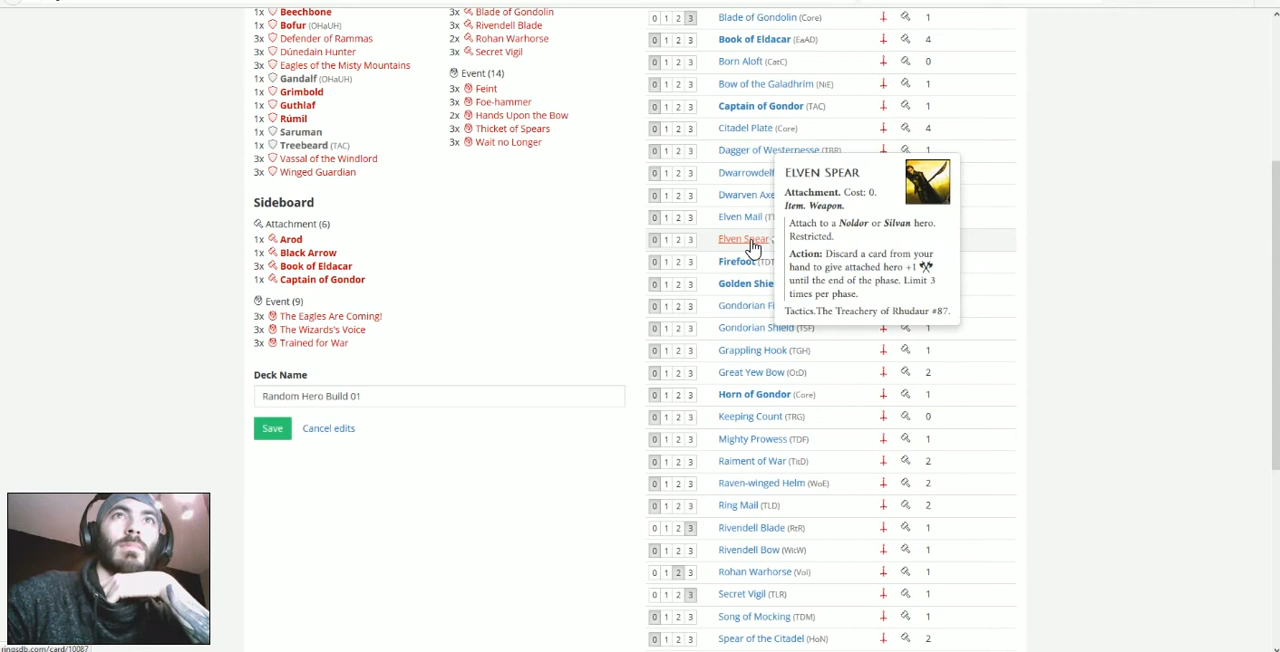 1x Beechbone
1x Bofur (OHaUH)
3x Defender of Rammas
3x Dúnedain Hunter
3x Eagles of the Misty Mountains
1x Gandalf (OHaUH)
1x Grimbold
1x Guthlaf
1x Rúmil
1x Saruman
1x Treebeard (TAC)
3x Vassal of the Windlord
3x Winged Guardian
3x Blade of Gondolin
3x Rivendell Blade
2x Rohan Warhorse
3x Secret Vigil
Event (14)
3x Feint
3x Foe-hammer
2x Hands Upon the Bow
3x Thicket of Spears
3x Wait no Longer
Sideboard
Attachment (6)
1x Arod
1x Black Arrow
3x Book of Eldacar
1x Captain of Gondor
Event (9)
3x The Eagles Are Coming!
3x The Wizards's Voice
3x Trained for War
Deck Name
Random Hero Build 01
Save Cancel edits
0 1 2 3 Blade of Gondolin (Core) 1
0 1 2 3 Book of Eldacar (EaAD) 4
0 1 2 3 Born Aloft (CatC) 0
0 1 2 3 Bow of the Galadhrim (NiE) 1
0 1 2 3 Captain of Gondor (TAC) 1
0 1 2 3 Citadel Plate (Core) 4
0 1 2 3 Dagger of Westernesse (TBR) 1
0 1 2 3 Dwarrowdelf
0 1 2 3 Dwarven Axe
0 1 2 3 Elven Mail
0 1 2 3 Elven Spear
0 1 2 3 Firefoot (TDT
0 1 2 3 Golden Shie
0 1 2 3 Gondorian Fi
0 1 2 3 Gondorian Shield (TSF) 1
0 1 2 3 Grappling Hook (TGH) 1
0 1 2 3 Great Yew Bow (OtD) 2
0 1 2 3 Horn of Gondor (Core) 1
0 1 2 3 Keeping Count (TRG) 0
0 1 2 3 Mighty Prowess (TDF) 1
0 1 2 3 Raiment of War (TitD) 2
0 1 2 3 Raven-winged Helm (WoE) 2
0 1 2 3 Ring Mail (TLD) 2
0 1 2 3 Rivendell Blade (RtR) 1
0 1 2 3 Rivendell Bow (WitW) 1
0 1 2 3 Rohan Warhorse (VoI) 1
0 1 2 3 Secret Vigil (TLR) 1
0 1 2 3 Song of Mocking (TDM) 1
0 1 2 3 Spear of the Citadel (HoN) 2
ELVEN SPEAR
Attachment. Cost: 0.
Item. Weapon.
Attach to a Noldor or Silvan hero.
Restricted.
Action: Discard a card from your
hand to give attached hero +1
until the end of the phase. Limit 3
times per phase.
Tactics.The Treachery of Rhudaur #87.
ringsdb.com/card/10087